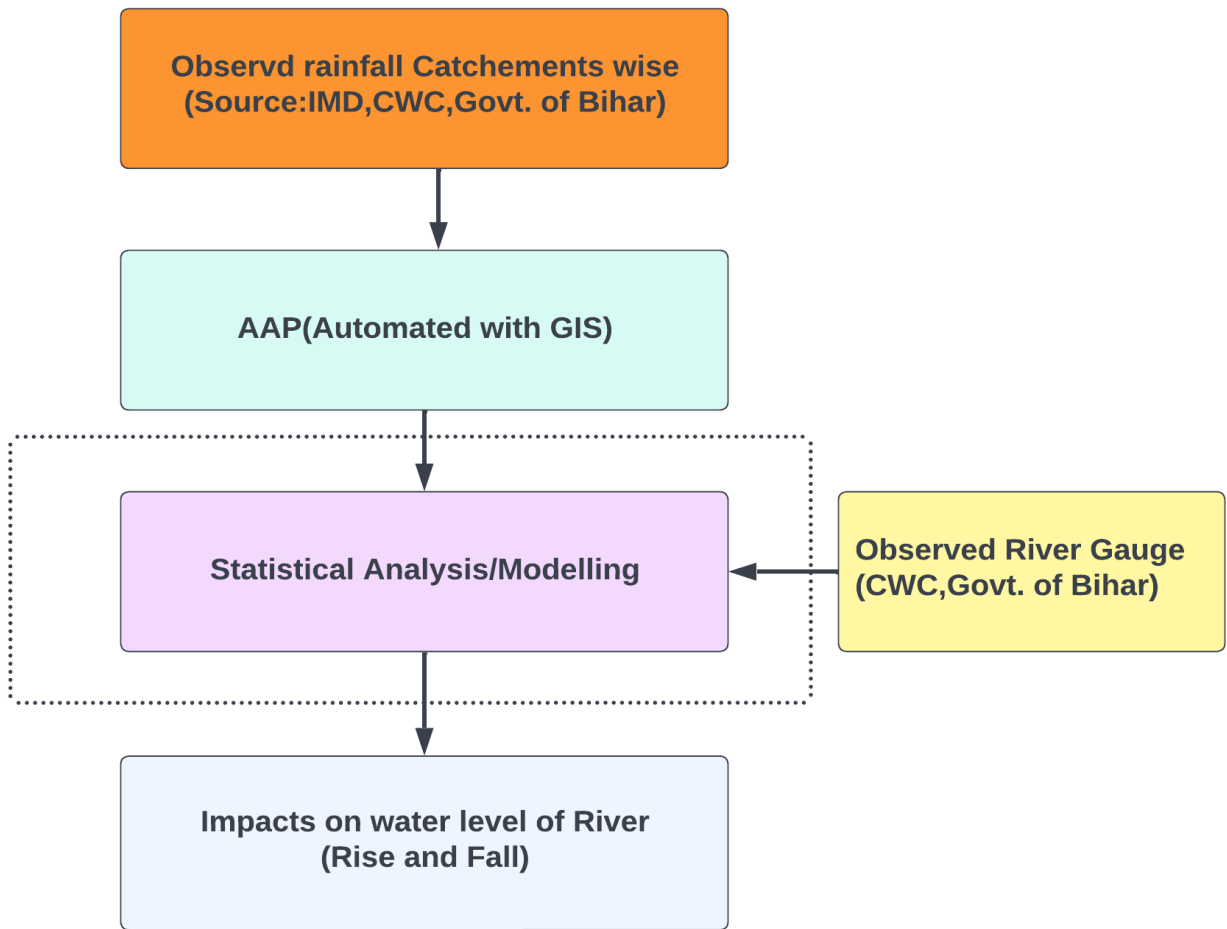 Observd rainfall Catchements wise
(Source:IMD,CWC,Govt. of Bihar)
AAP(Automated with GIS)
Statistical Analysis/Modelling
Observed River Gauge
(CWC,Govt. of Bihar)
Impacts on water level of River
(Rise and Fall)